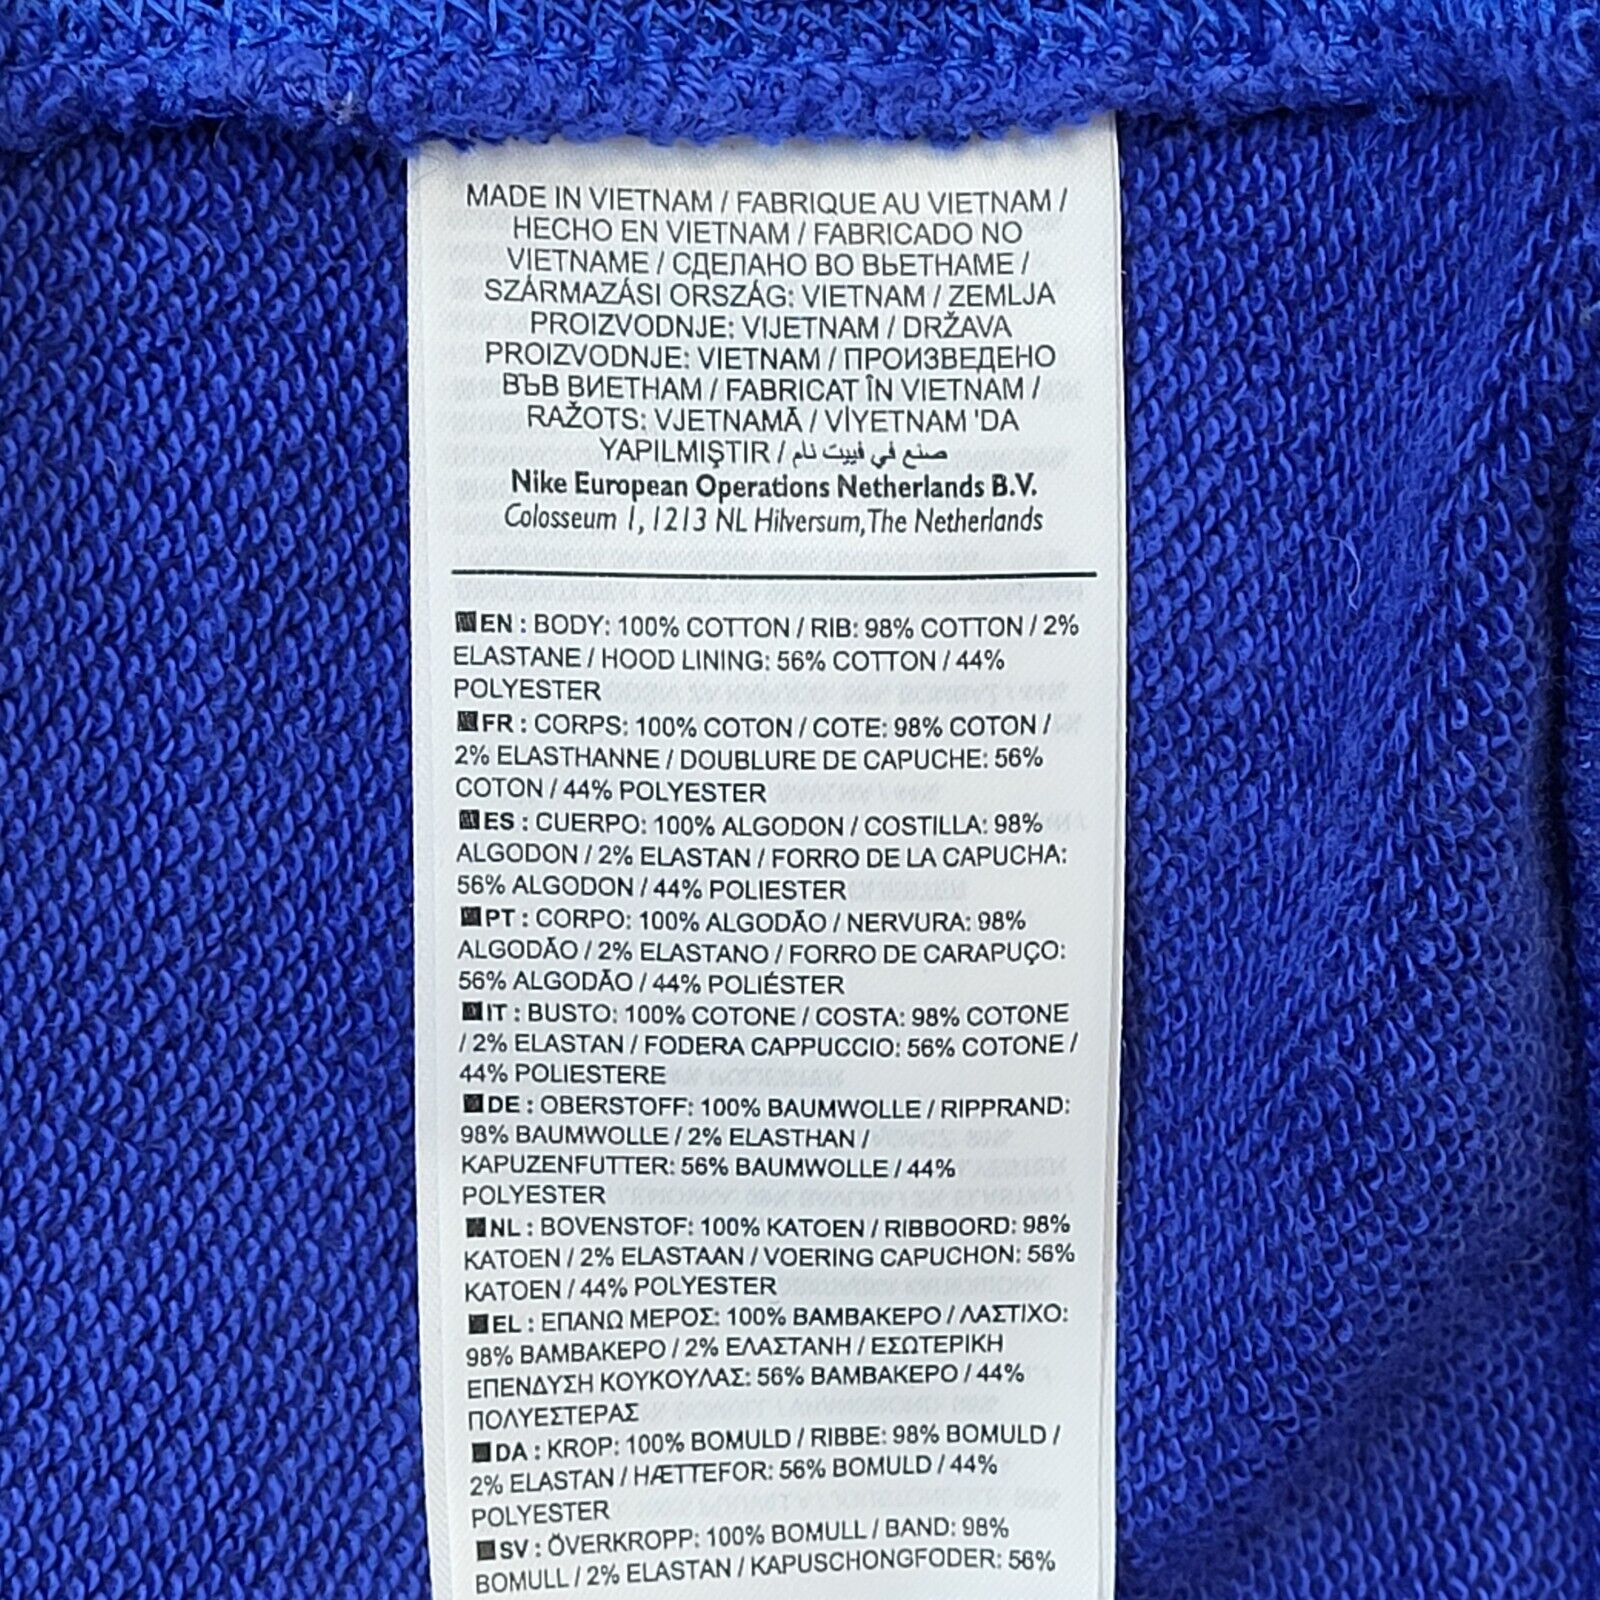 MADE IN VIETNAM / FABRIQUE AU VIETNAM /
HECHO EN VIETNAM / FABRICADO NO
VIETNAME / СДЕЛАНО ВО ВЬЕТНАМЕ /
SZÁRMAZÁSI ORSZÁG: VIETNAM / ZEMLJA
PROIZVODNJE: VIJETNAM / DRŽAVA
PROIZVODNJE: VIETNAM / ПРОИЗВЕДЕНО
ВЪВ ВИЕТНАМ / FABRICAT ÎN VIETNAM /
RAŽOTS: VJETNAMĀ / VİYETNAM 'DA
YAPILMIŞTIR / صنع في فييت نام
Nike European Operations Netherlands B.V.
Colosseum 1, 1213 NL Hilversum, The Netherlands
EN : BODY: 100% COTTON / RIB: 98% COTTON / 2%
ELASTANE / HOOD LINING: 56% COTTON / 44%
POLYESTER
FR : CORPS: 100% COTON / COTE: 98% COTON /
2% ELASTHANNE / DOUBLURE DE CAPUCHE: 56%
COTON / 44% POLYESTER
ES : CUERPO: 100% ALGODON / COSTILLA: 98%
ALGODON / 2% ELASTAN / FORRO DE LA CAPUCHA:
56% ALGODON / 44% POLIESTER
PT : CORPO: 100% ALGODÃO / NERVURA: 98%
ALGODÃO / 2% ELASTANO / FORRO DE CARAPUÇO:
56% ALGODÃO / 44% POLIÉSTER
IT : BUSTO: 100% COTONE / COSTA: 98% COTONE
/ 2% ELASTAN / FODERA CAPPUCCIO: 56% COTONE /
44% POLIESTERE
DE : OBERSTOFF: 100% BAUMWOLLE / RIPPRAND:
98% BAUMWOLLE / 2% ELASTHAN /
KAPUZENFUTTER: 56% BAUMWOLLE / 44%
POLYESTER
NL : BOVENSTOF: 100% KATOEN / RIBBOORD: 98%
KATOEN / 2% ELASTAAN / VOERING CAPUCHON: 56%
KATOEN / 44% POLYESTER
EL : ΕΠΑΝΩ ΜΕΡΟΣ: 100% ΒΑΜΒΑΚΕΡΟ / ΛΑΣΤΙΧΟ:
98% ΒΑΜΒΑΚΕΡΟ / 2% ΕΛΑΣΤΑΝΗ / ΕΣΩΤΕΡΙΚΗ
ΕΠΕΝΔΥΣΗ ΚΟΥΚΟΥΛΑΣ: 56% ΒΑΜΒΑΚΕΡΟ / 44%
ΠΟΛΥΕΣΤΕΡΑΣ
DA : KROP: 100% BOMULD / RIBBE: 98% BOMULD /
2% ELASTAN / HÆTTEFOR: 56% BOMULD / 44%
POLYESTER
SV : ÖVERKROPP: 100% BOMULL / BAND: 98%
BOMULL / 2% ELASTAN / KAPUSCHONGFODER: 56%